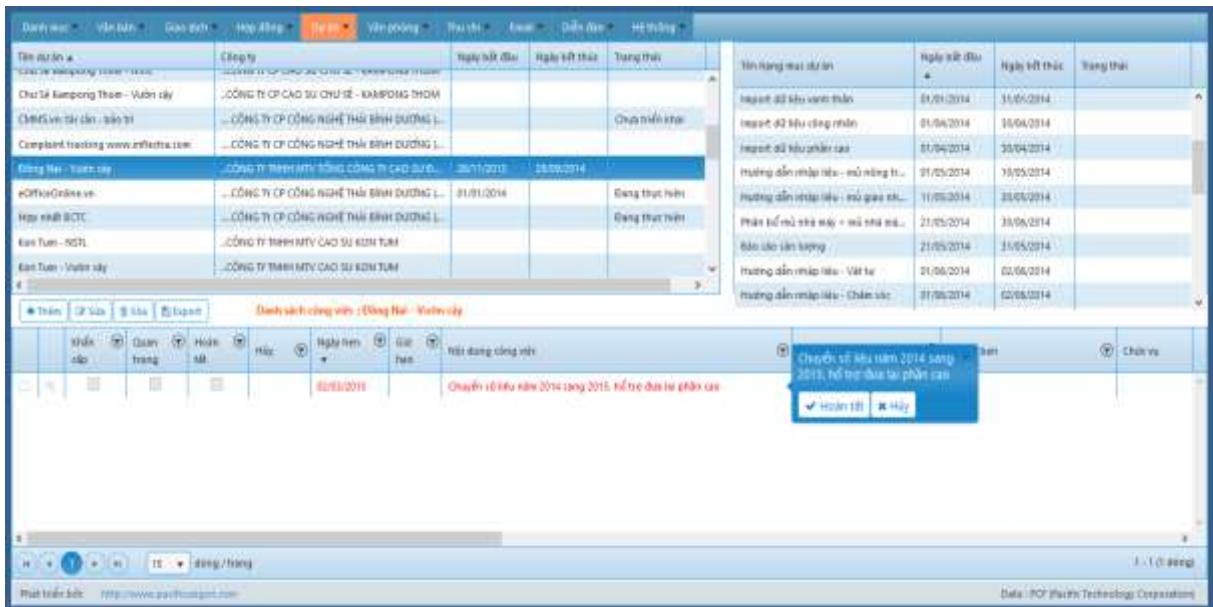 Danh mục Văn bản Giao dịch Hợp đồng Dự án Văn phòng Thu chi Email Diễn đàn Hệ thống
Tên dự án Công ty Ngày bắt đầu Ngày kết thúc Trạng thái
Chư Sê Kampong Thom - Vườn cây ...CÔNG TY CP CAO SU CHƯ SÊ - KAMPONG THOM
CMMS.vn: tài sản - bảo trì ... CÔNG TY CP CÔNG NGHỆ THÁI BÌNH DƯƠNG (... Chưa triển khai
Complaint tracking www.inflectra.com ... CÔNG TY CP CÔNG NGHỆ THÁI BÌNH DƯƠNG (...
Đồng Nai - Vườn cây ...CÔNG TY TNHH MTV TỔNG CÔNG TY CAO SU Đ...
eOfficeOnline.vn ... CÔNG TY CP CÔNG NGHỆ THÁI BÌNH DƯƠNG (... 01/01/2014 Đang thực hiện
Hợp nhất BCTC ... CÔNG TY CP CÔNG NGHỆ THÁI BÌNH DƯƠNG (... Đang thực hiện
Kon Tum - NSTL ...CÔNG TY TNHH MTV CAO SU KON TUM
Kon Tum - Vườn cây ...CÔNG TY TNHH MTV CAO SU KON TUM
Tên hạng mục dự án Ngày bắt đầu Ngày kết thúc Trạng thái
Import dữ liệu vanh thân 01/01/2014 31/01/2014
Import dữ liệu công nhân 01/04/2014 30/04/2014
Import dữ liệu phần cạo 01/04/2014 30/04/2014
Hướng dẫn nhập liệu - mủ nông tr... 01/05/2014 10/05/2014
Hướng dẫn nhập liệu - mủ giao nh... 11/05/2014 20/05/2014
Phân bổ mủ nhà máy + mủ nhà má... 21/05/2014 30/06/2014
Báo cáo sản lượng 21/05/2014 31/05/2014
Hướng dẫn nhập liệu - Vật tư 01/06/2014 02/06/2014
Hướng dẫn nhập liệu - Chăm sóc 01/06/2014 02/06/2014
Thêm Sửa Xóa Export Danh sách công việc : Đồng Nai - Vườn cây
Khẩn cấp Quan trọng Hoàn tất Hủy Ngày hẹn Giờ hẹn Nội dung công việc Chức vụ
02/03/2015 Chuyển số liệu năm 2014 sang 2015, hổ trợ đưa lại phần cạo
Chuyển số liệu năm 2014 sang
2015, hổ trợ đưa lại phần cạo
Hoàn tất Hủy
1 15 dòng / trang 1 - 1 (1 dòng)
Phát triển bởi: http://www.pacificsaigon.com Data : PCF (Pacific Technology Corporation)